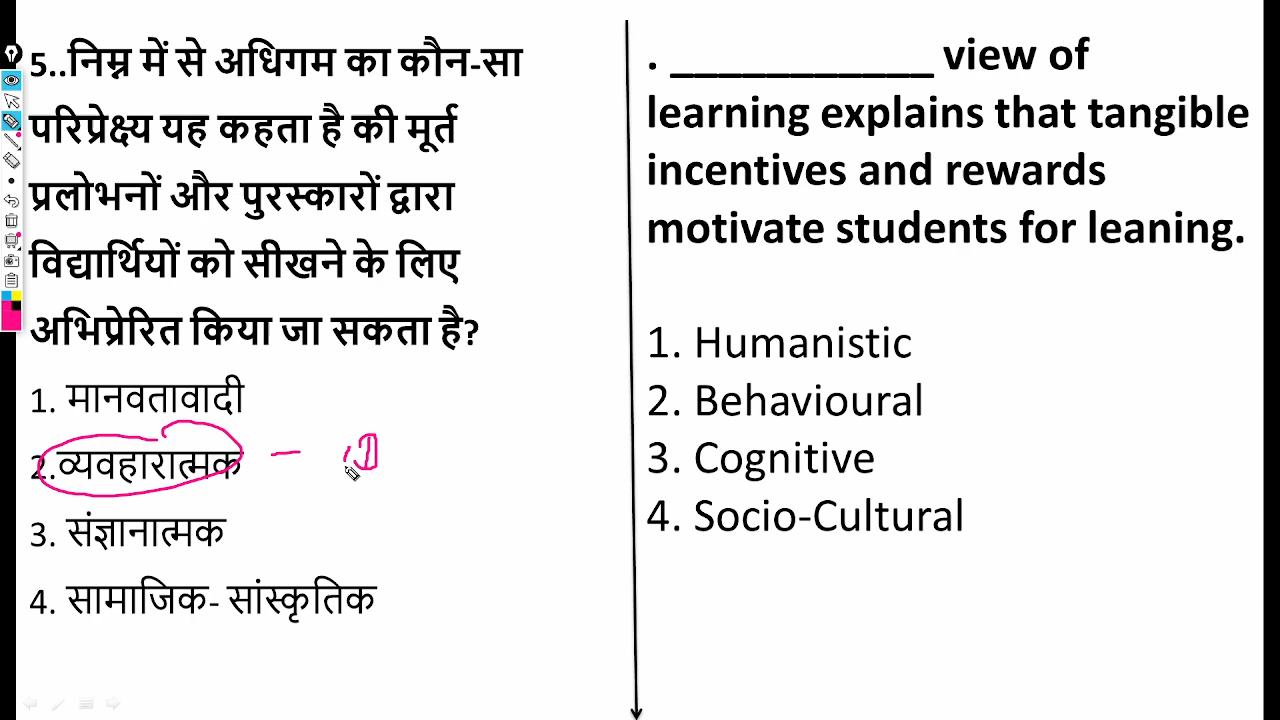 5..निम्न में से अधिगम का कौन-सा
परिप्रेक्ष्य यह कहता है की मूर्त
प्रलोभनों और पुरस्कारों द्वारा
विद्यार्थियों को सीखने के लिए
अभिप्रेरित किया जा सकता है?
1. मानवतावादी
2.व्यवहारात्मक
3. संज्ञानात्मक
4. सामाजिक- सांस्कृतिक
. ___________ view of
learning explains that tangible
incentives and rewards
motivate students for leaning.
1. Humanistic
2. Behavioural
3. Cognitive
4. Socio-Cultural